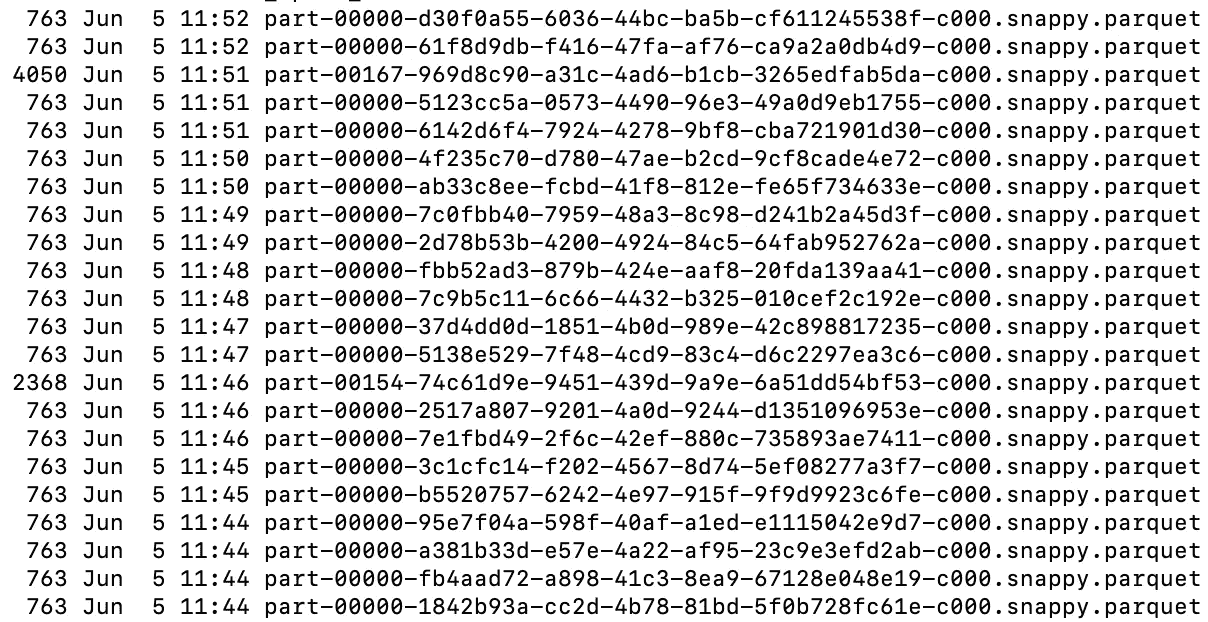 763 Jun 5 11:52 part-00000-d30f0a55-6036-44bc-ba5b-cf611245538f-c000.snappy.parquet
763 Jun 5 11:52 part-00000-61f8d9db-f416-47fa-af76-ca9a2a0db4d9-c000.snappy.parquet
4050 Jun 5 11:51 part-00167-969d8c90-a31c-4ad6-b1cb-3265edfab5da-c000.snappy.parquet
763 Jun 5 11:51 part-00000-5123cc5a-0573-4490-96e3-49a0d9eb1755-c000.snappy.parquet
763 Jun 5 11:51 part-00000-6142d6f4-7924-4278-9bf8-cba721901d30-c000.snappy.parquet
763 Jun 5 11:50 part-00000-4f235c70-d780-47ae-b2cd-9cf8cade4e72-c000.snappy.parquet
763 Jun 5 11:50 part-00000-ab33c8ee-fcbd-41f8-812e-fe65f734633e-c000.snappy.parquet
763 Jun 5 11:49 part-00000-7c0fbb40-7959-48a3-8c98-d241b2a45d3f-c000.snappy.parquet
763 Jun 5 11:49 part-00000-2d78b53b-4200-4924-84c5-64fab952762a-c000.snappy.parquet
763 Jun 5 11:48 part-00000-fbb52ad3-879b-424e-aaf8-20fda139aa41-c000.snappy.parquet
763 Jun 5 11:48 part-00000-7c9b5c11-6c66-4432-b325-010cef2c192e-c000.snappy.parquet
763 Jun 5 11:47 part-00000-37d4dd0d-1851-4b0d-989e-42c898817235-c000.snappy.parquet
763 Jun 5 11:47 part-00000-5138e529-7f48-4cd9-83c4-d6c2297ea3c6-c000.snappy.parquet
2368 Jun 5 11:46 part-00154-74c61d9e-9451-439d-9a9e-6a51dd54bf53-c000.snappy.parquet
763 Jun 5 11:46 part-00000-2517a807-9201-4a0d-9244-d1351096953e-c000.snappy.parquet
763 Jun 5 11:46 part-00000-7e1fbd49-2f6c-42ef-880c-735893ae7411-c000.snappy.parquet
763 Jun 5 11:45 part-00000-3c1cfc14-f202-4567-8d74-5ef08277a3f7-c000.snappy.parquet
763 Jun 5 11:45 part-00000-b5520757-6242-4e97-915f-9f9d9923c6fe-c000.snappy.parquet
763 Jun 5 11:44 part-00000-95e7f04a-598f-40af-a1ed-e1115042e9d7-c000.snappy.parquet
763 Jun 5 11:44 part-00000-a381b33d-e57e-4a22-af95-23c9e3efd2ab-c000.snappy.parquet
763 Jun 5 11:44 part-00000-fb4aad72-a898-41c3-8ea9-67128e048e19-c000.snappy.parquet
763 Jun 5 11:44 part-00000-1842b93a-cc2d-4b78-81bd-5f0b728fc61e-c000.snappy.parquet